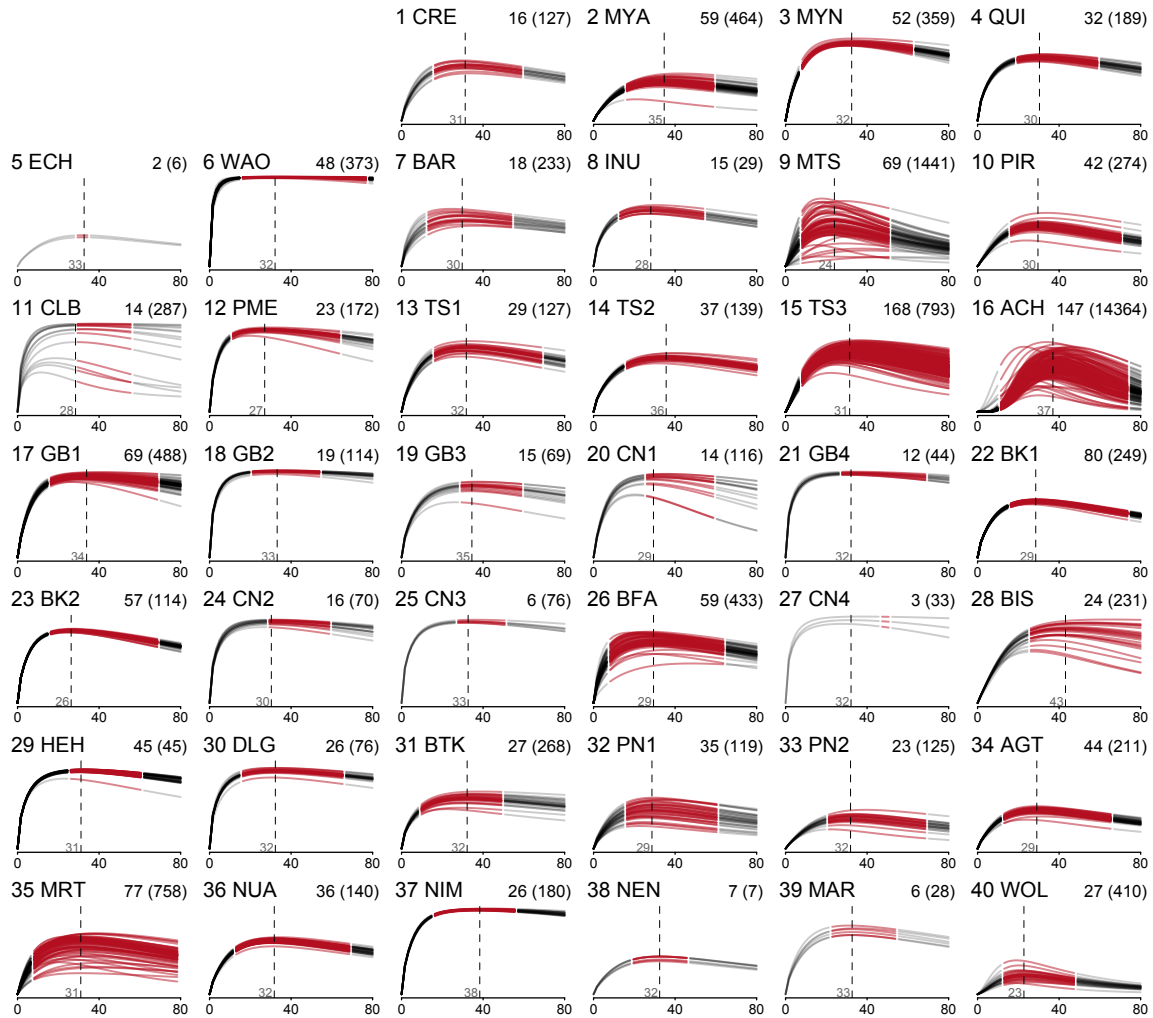 1 CRE 16 (127) 2 MYA 59 (464) 3 MYN 52 (359) 4 QUI 32 (189)
31 35 32 30
0 40 80 0 40 80 0 40 80 0 40 80
5 ECH 2 (6) 6 WAO 48 (373) 7 BAR 18 (233) 8 INU 15 (29) 9 MTS 69 (1441) 10 PIR 42 (274)
33 32 30 28 24 30
0 40 80 0 40 80 0 40 80 0 40 80 0 40 80 0 40 80
11 CLB 14 (287) 12 PME 23 (172) 13 TS1 29 (127) 14 TS2 37 (139) 15 TS3 168 (793) 16 ACH 147 (14364)
28 27 32 36 31 37
0 40 80 0 40 80 0 40 80 0 40 80 0 40 80 0 40 80
17 GB1 69 (488) 18 GB2 19 (114) 19 GB3 15 (69) 20 CN1 14 (116) 21 GB4 12 (44) 22 BK1 80 (249)
34 33 35 29 32 29
0 40 80 0 40 80 0 40 80 0 40 80 0 40 80 0 40 80
23 BK2 57 (114) 24 CN2 16 (70) 25 CN3 6 (76) 26 BFA 59 (433) 27 CN4 3 (33) 28 BIS 24 (231)
26 30 33 29 32 43
0 40 80 0 40 80 0 40 80 0 40 80 0 40 80 0 40 80
29 HEH 45 (45) 30 DLG 26 (76) 31 BTK 27 (268) 32 PN1 35 (119) 33 PN2 23 (125) 34 AGT 44 (211)
31 32 32 28 32 29
0 40 80 0 40 80 0 40 80 0 40 80 0 40 80 0 40 80
35 MRT 77 (758) 36 NUA 36 (140) 37 NIM 26 (180) 38 NEN 7 (7) 39 MAR 6 (28) 40 WOL 27 (410)
31 32 38 32 33 23
0 40 80 0 40 80 0 40 80 0 40 80 0 40 80 0 40 80